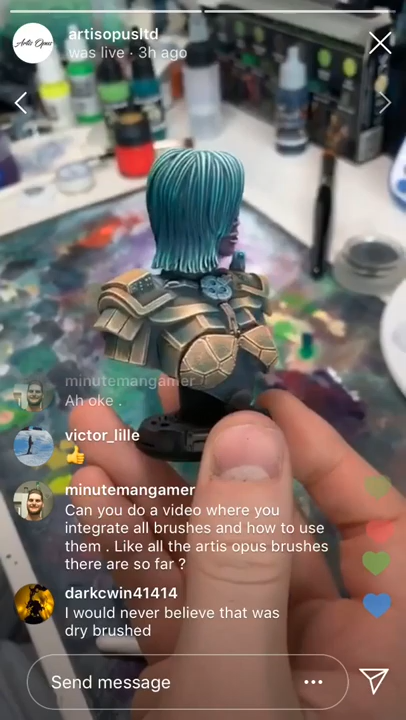 artisopusltd
Artis Opus
was live · 3h ago
minutemangamer
Ah oke .
victor_lille
👍
minutemangamer
Can you do a video where you
integrate all brushes and how to use
them . Like all the artis opus brushes
there are so far ?
darkcwin41414
I would never believe that was
dry brushed
Send message